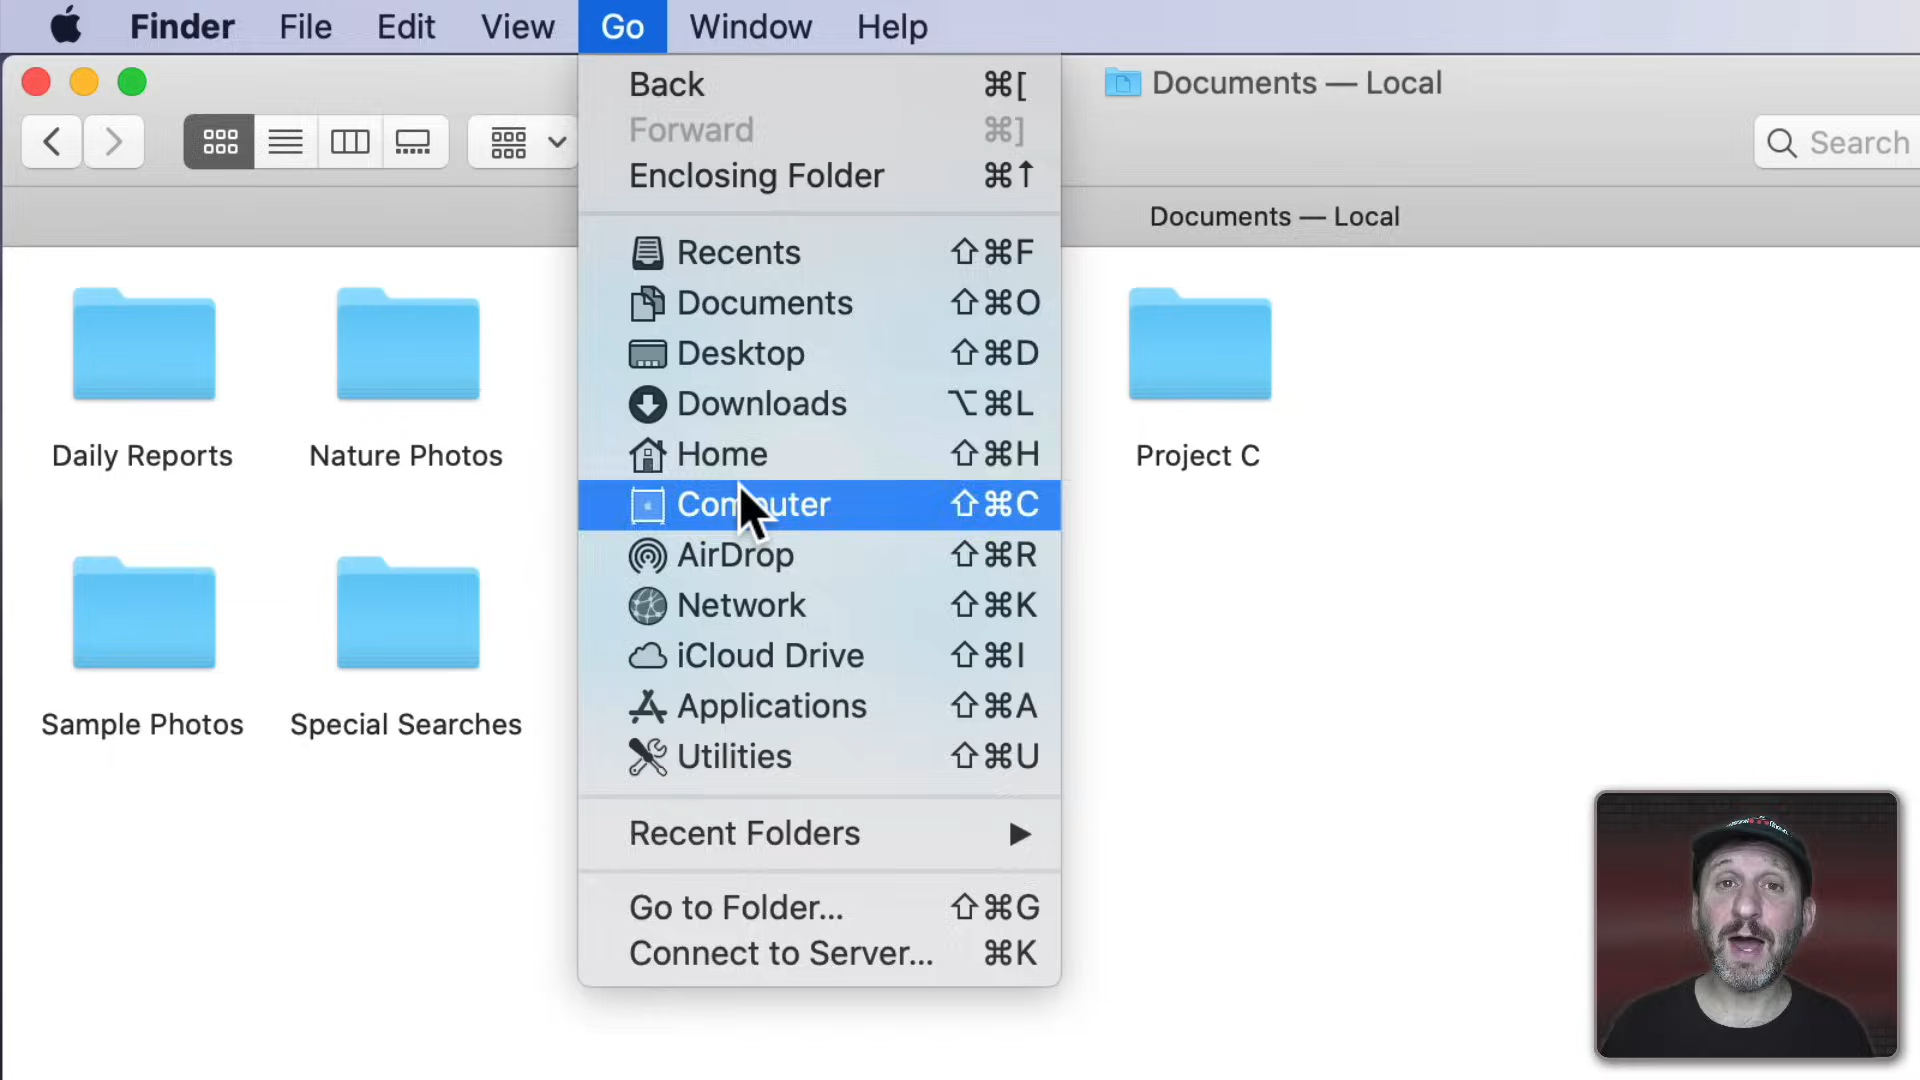 Finder File Edit View Go Window Help
Documents — Local
Search
Documents — Local
Back ⌘[
Forward ⌘]
Enclosing Folder ⌘↑
Recents ⇧⌘F
Documents ⇧⌘O
Desktop ⇧⌘D
Downloads ⌥⌘L
Home ⇧⌘H
Computer ⇧⌘C
AirDrop ⇧⌘R
Network ⇧⌘K
iCloud Drive ⇧⌘I
Applications ⇧⌘A
Utilities ⇧⌘U
Recent Folders ▶
Go to Folder... ⇧⌘G
Connect to Server... ⌘K
Daily Reports
Nature Photos
Project C
Sample Photos
Special Searches